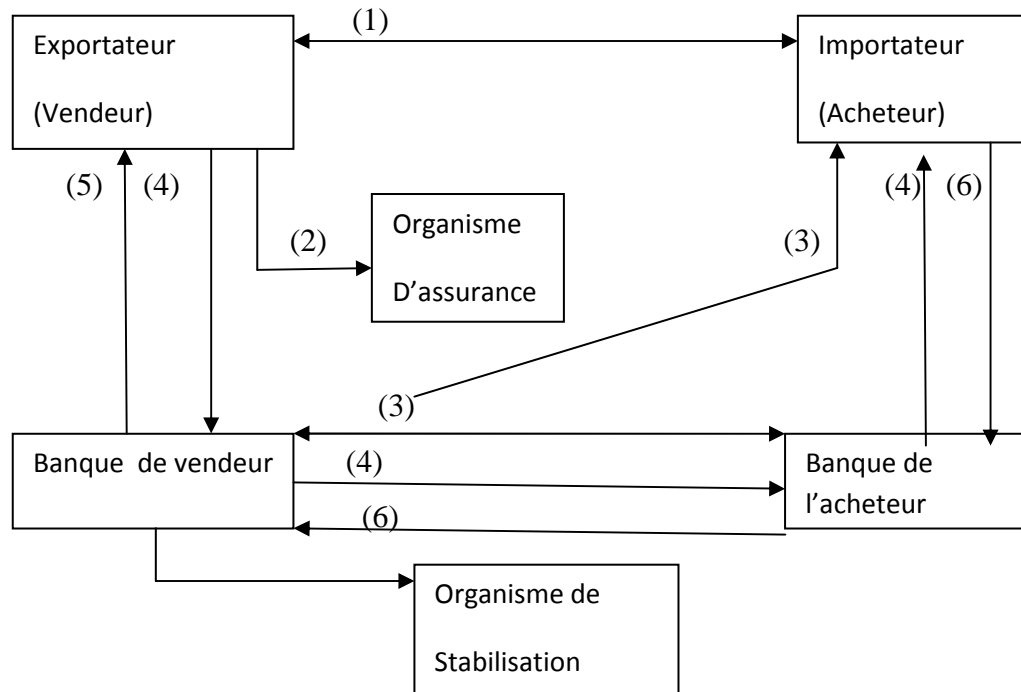 (1)
Exportateur
(Vendeur)
Importateur
(Acheteur)
(5) (4)
(4) (6)
(2)
Organisme
D’assurance
(3)
(3)
Banque de vendeur
(4)
(6)
Banque de
l’acheteur
Organisme de
Stabilisation